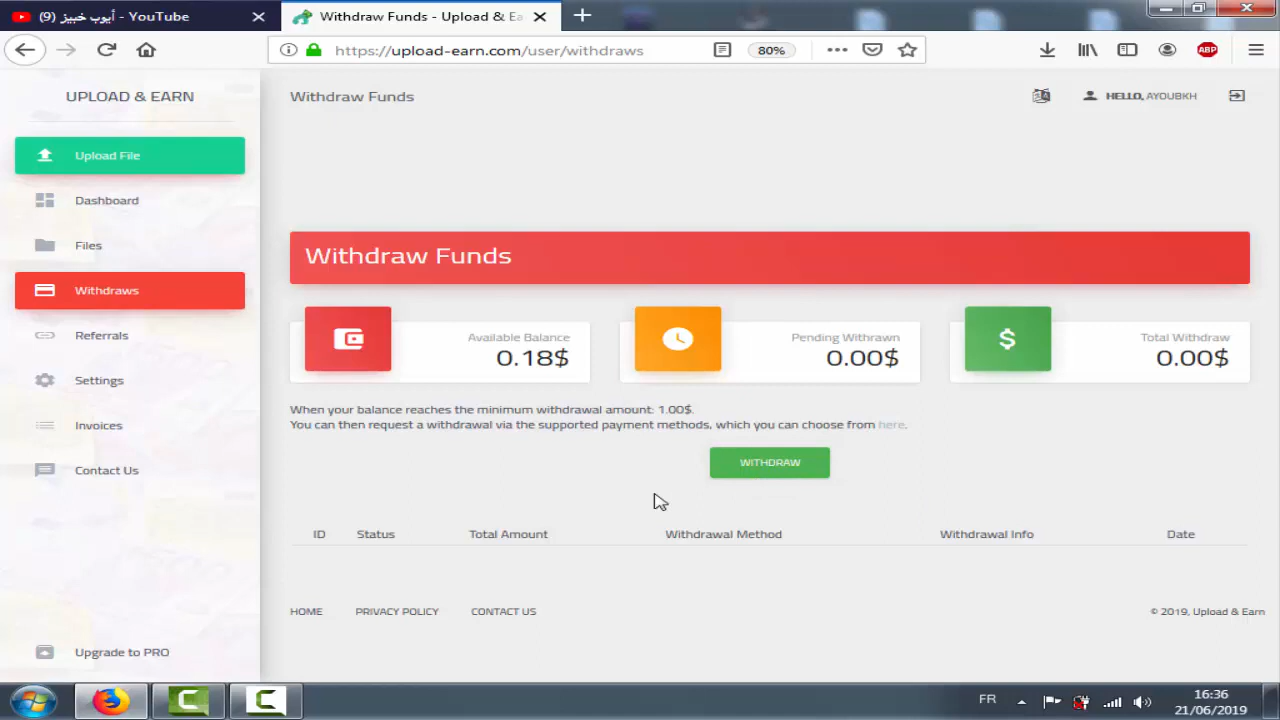 (9) أيوب خبيز - YouTube
Withdraw Funds - Upload & Ea
https://upload-earn.com/user/withdraws
80%
ABP
UPLOAD & EARN
Withdraw Funds
HELLO, AYOUBKH
Upload File
Dashboard
Files
Withdraws
Referrals
Settings
Invoices
Contact Us
Upgrade to PRO
Withdraw Funds
Available Balance
0.18$
Pending Withrawn
0.00$
Total Withdraw
0.00$
When your balance reaches the minimum withdrawal amount: 1.00$.
You can then request a withdrawal via the supported payment methods, which you can choose from here.
WITHDRAW
ID Status Total Amount Withdrawal Method Withdrawal Info Date
HOME PRIVACY POLICY CONTACT US
© 2019, Upload & Earn
FR
16:36
21/06/2019